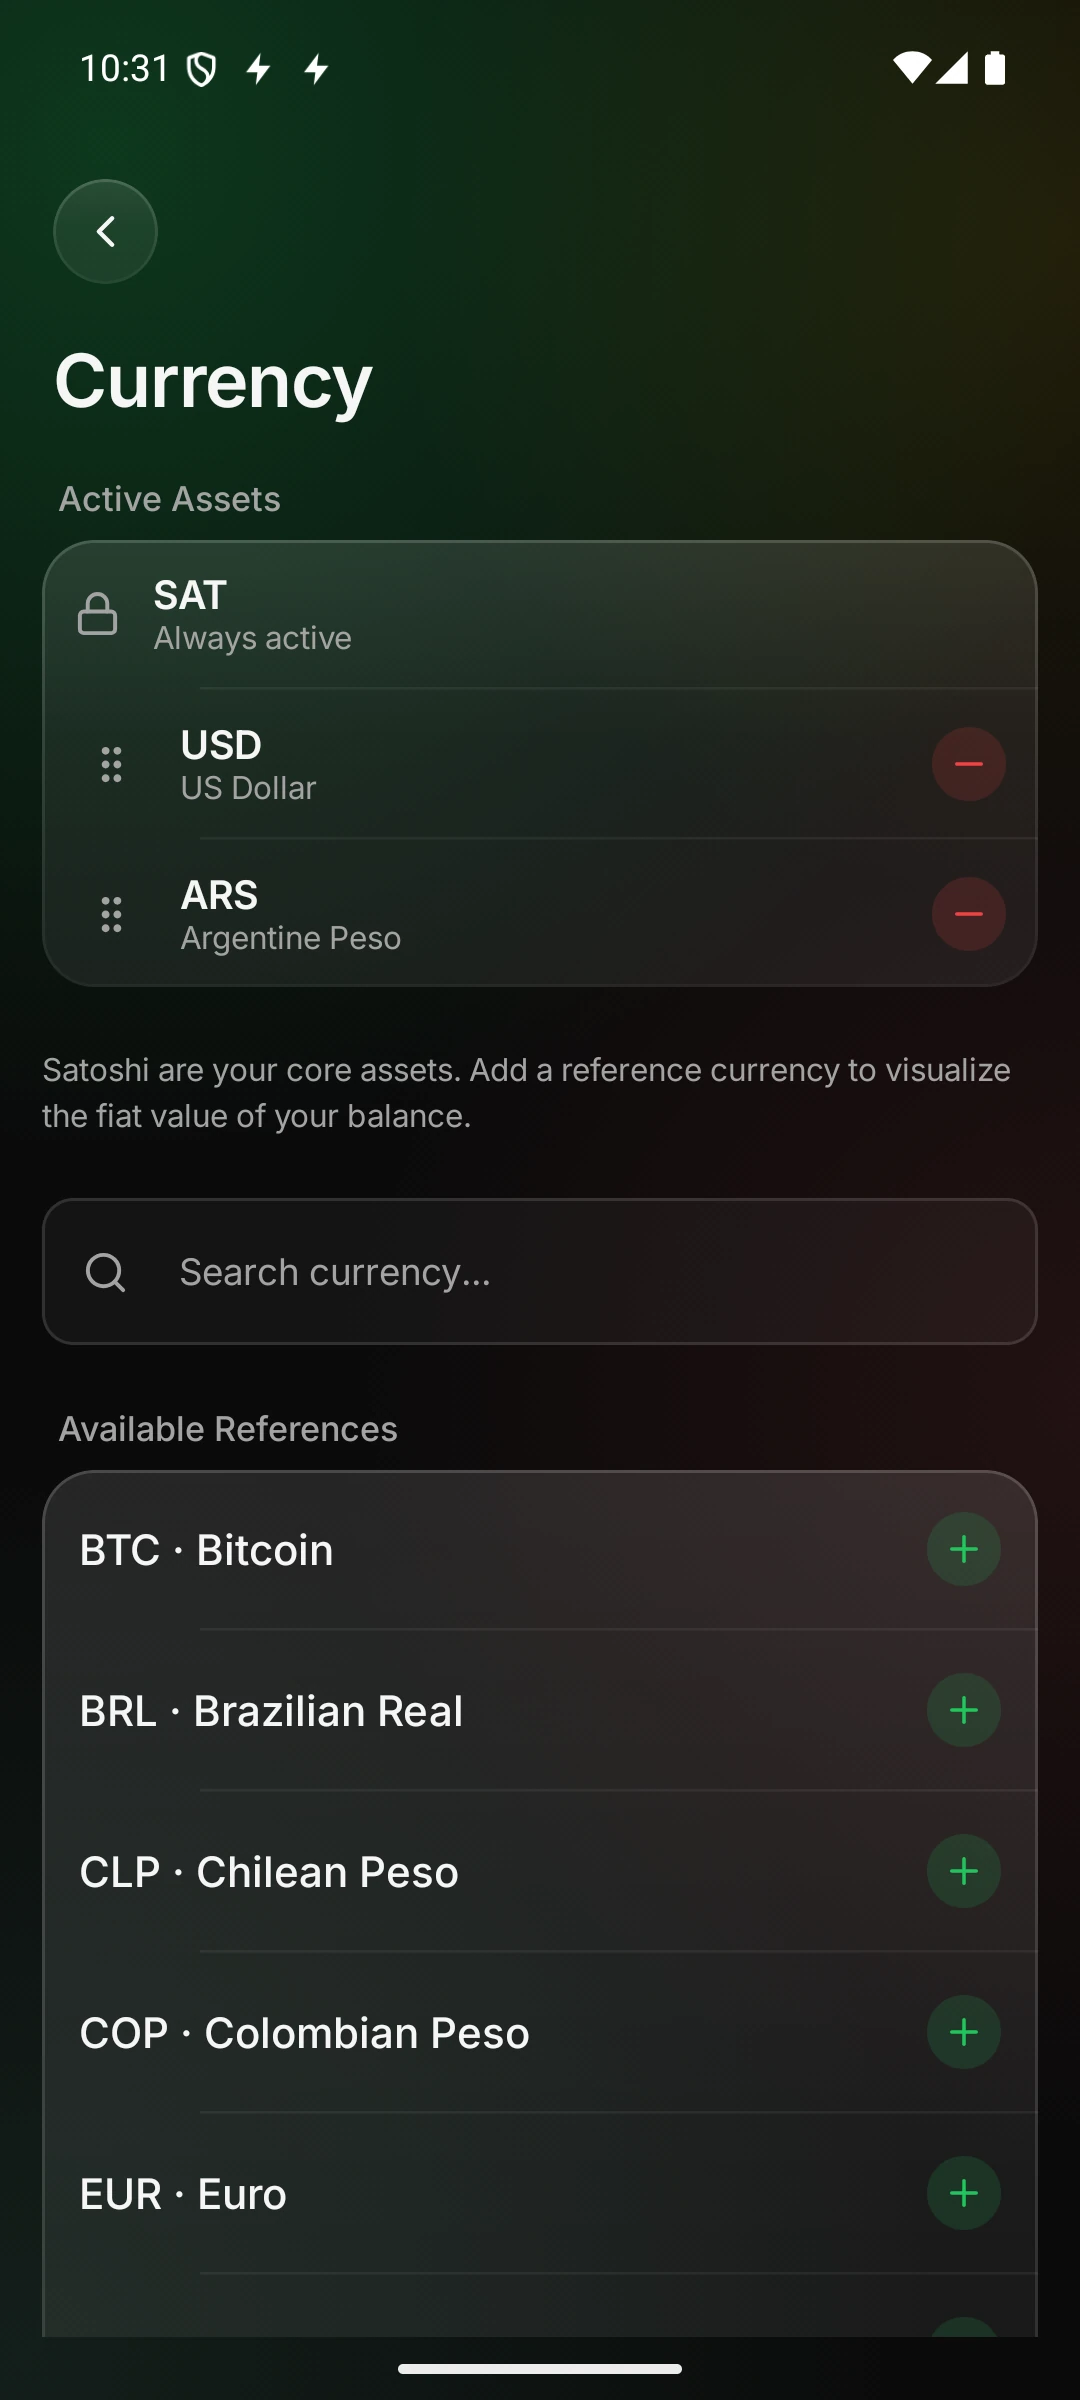 10:31
Currency
Active Assets
SAT
Always active
USD
US Dollar
ARS
Argentine Peso
Satoshi are your core assets. Add a reference currency to visualize
the fiat value of your balance.
Search currency...
Available References
BTC · Bitcoin
BRL · Brazilian Real
CLP · Chilean Peso
COP · Colombian Peso
EUR · Euro